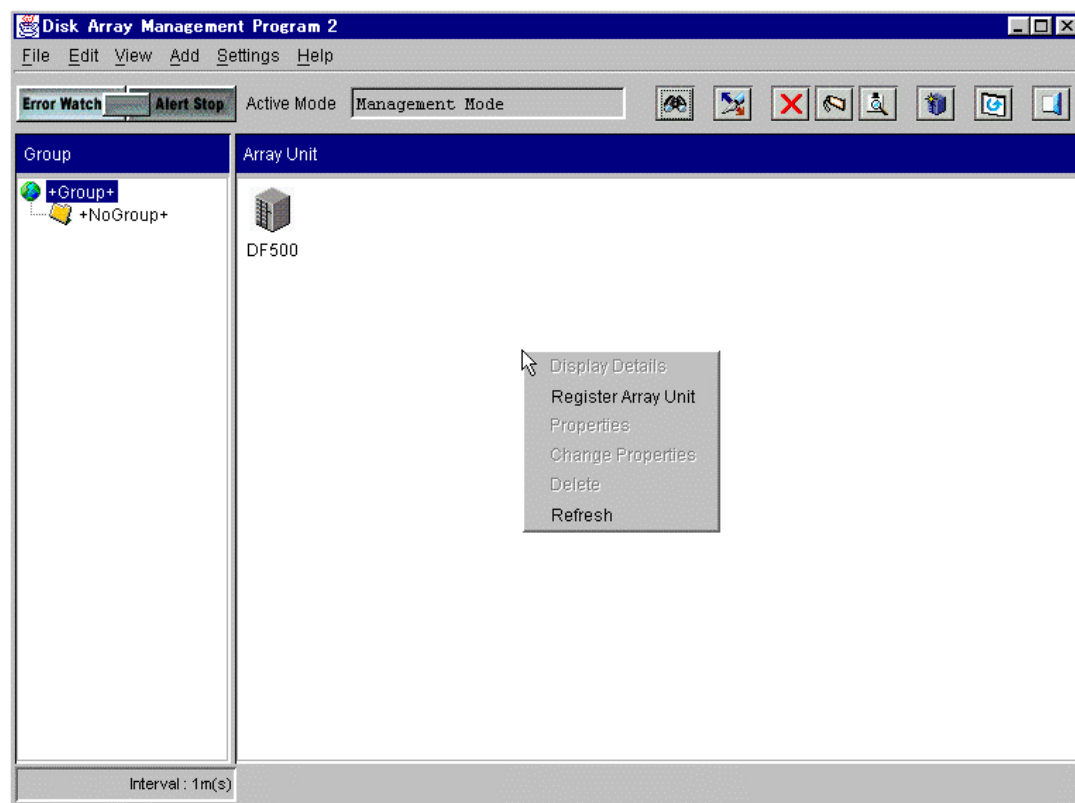 Disk Array Management Program 2
File Edit View Add Settings Help
Error Watch Alert Stop Active Mode Management Mode
Group
Array Unit
+Group+
+NoGroup+
DF500
Display Details
Register Array Unit
Properties
Change Properties
Delete
Refresh
Interval : 1m(s)